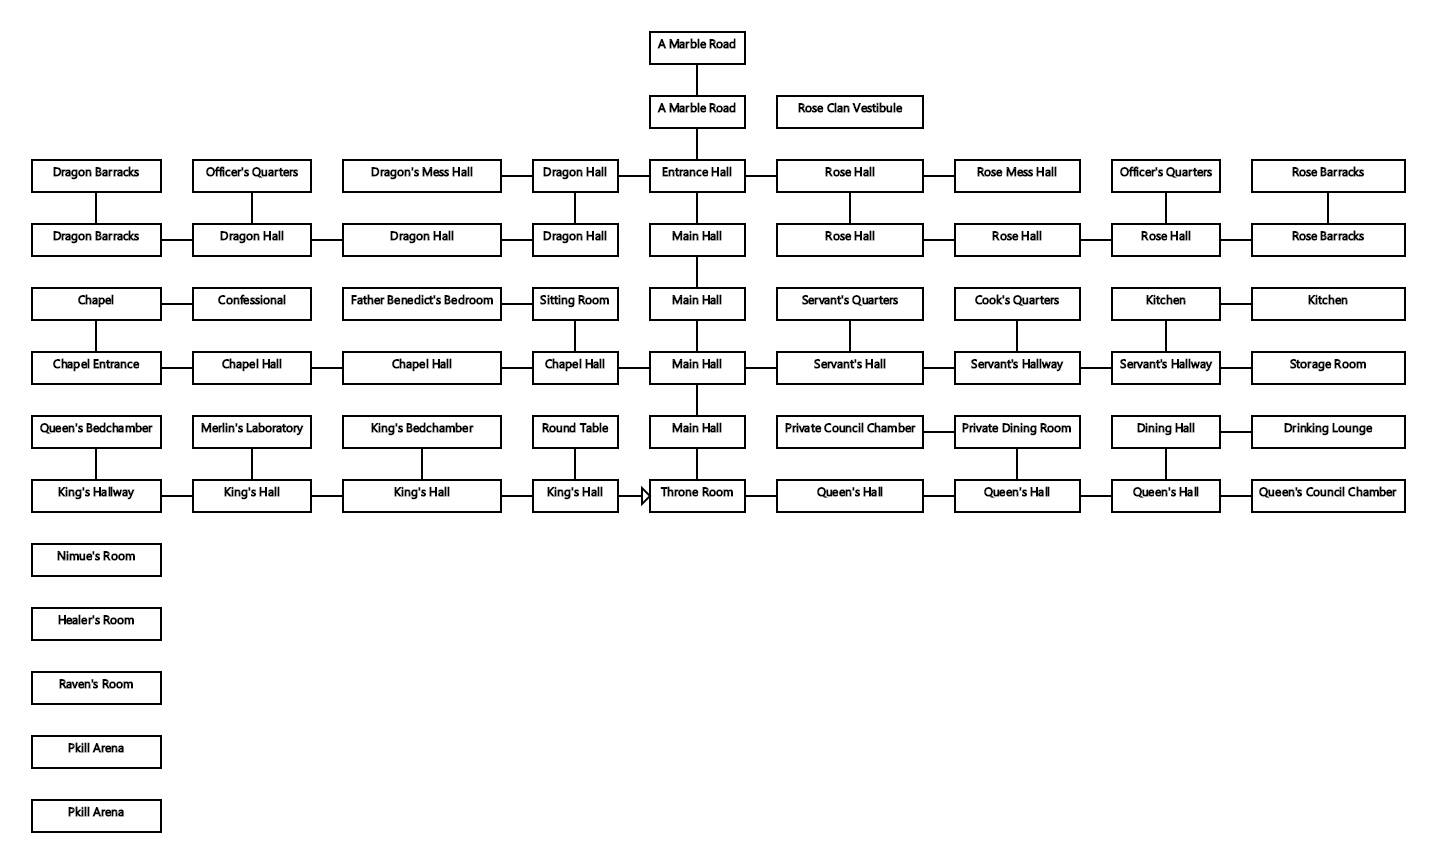 A Marble Road
A Marble Road
Rose Clan Vestibule
Dragon Barracks
Officer's Quarters
Dragon's Mess Hall
Dragon Hall
Entrance Hall
Rose Hall
Rose Mess Hall
Officer's Quarters
Rose Barracks
Dragon Barracks
Dragon Hall
Dragon Hall
Dragon Hall
Main Hall
Rose Hall
Rose Hall
Rose Hall
Rose Barracks
Chapel
Confessional
Father Benedict's Bedroom
Sitting Room
Main Hall
Servant's Quarters
Cook's Quarters
Kitchen
Kitchen
Chapel Entrance
Chapel Hall
Chapel Hall
Chapel Hall
Main Hall
Servant's Hall
Servant's Hallway
Servant's Hallway
Storage Room
Queen's Bedchamber
Merlin's Laboratory
King's Bedchamber
Round Table
Main Hall
Private Council Chamber
Private Dining Room
Dining Hall
Drinking Lounge
King's Hallway
King's Hall
King's Hall
King's Hall
Throne Room
Queen's Hall
Queen's Hall
Queen's Hall
Queen's Council Chamber
Nimue's Room
Healer's Room
Raven's Room
Pkill Arena
Pkill Arena